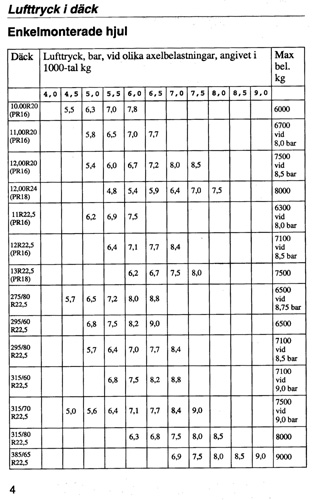 Lufttryck i däck
Enkelmonterade hjul
Däck Lufttryck, bar, vid olika axelbelastningar, angivet i 1000-tal kg Max bel. kg
4,0 4,5 5,0 5,5 6,0 6,5 7,0 7,5 8,0 8,5 9,0
10.00R20 (PR16) 5,5 6,3 7,0 7,8 6000
11,00R20 (PR16) 5,8 6,5 7,0 7,7 6700 vid 8,0 bar
12,00R20 (PR16) 5,4 6,0 6,7 7,2 8,0 8,5 7500 vid 8,5 bar
12,00R24 (PR18) 4,8 5,4 5,9 6,4 7,0 7,5 8000
11R22,5 (PR16) 6,2 6,9 7,5 6300 vid 8,0 bar
12R22,5 (PR16) 6,4 7,1 7,7 8,4 7100 vid 8,5 bar
13R22,5 (PR18) 6,2 6,7 7,5 8,0 7500
275/80 R22,5 5,7 6,5 7,2 8,0 8,8 6500 vid 8,75 bar
295/60 R22,5 6,8 7,5 8,2 9,0 6500
295/80 R22,5 5,7 6,4 7,0 7,7 8,4 7100 vid 8,5 bar
315/60 R22,5 6,8 7,5 8,2 8,8 7100 vid 9,0 bar
315/70 R22,5 5,0 5,6 6,4 7,1 7,7 8,4 9,0 7500 vid 9,0 bar
315/80 R22,5 6,3 6,8 7,5 8,0 8,5 8000
385/65 R22,5 6,9 7,5 8,0 8,5 9,0 9000
4